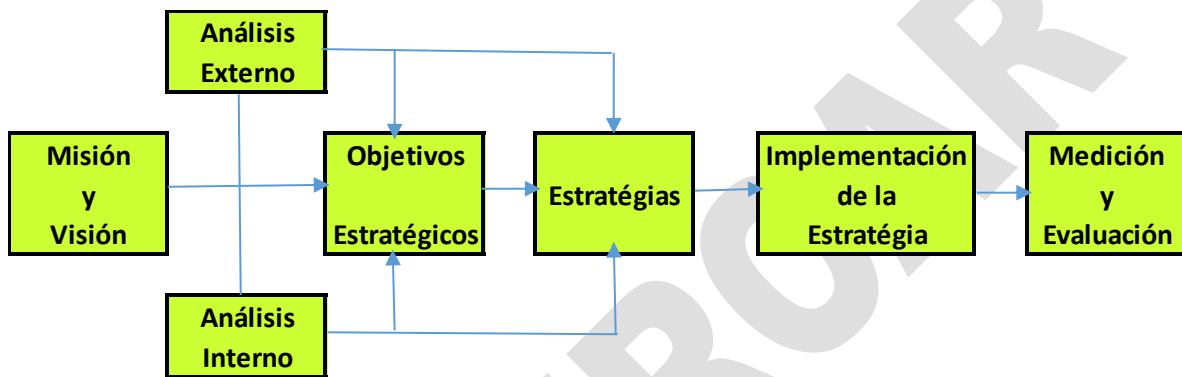 Análisis
Externo
Misión
y
Visión
Objetivos
Estratégicos
Estratégias
Implementación
de la
Estratégia
Medición
y
Evaluación
Análisis
Interno